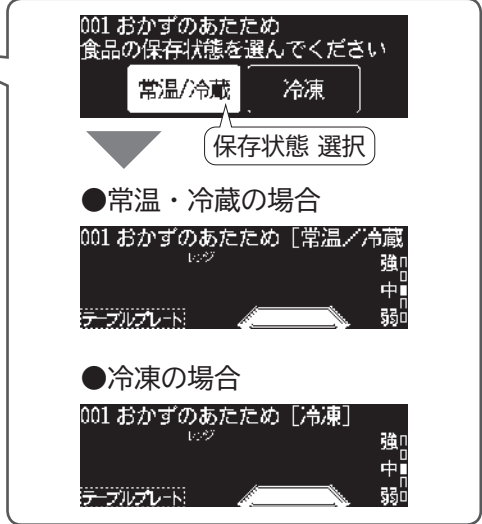 001 おかずのあたため
食品の保存状態を選んでください
常温/冷蔵 冷凍
保存状態 選択
●常温・冷蔵の場合
001 おかずのあたため [常温/冷蔵
レンジ
強
中
テーブルプレート 弱
●冷凍の場合
001 おかずのあたため [冷凍]
レンジ
強
中
テーブルプレート 弱